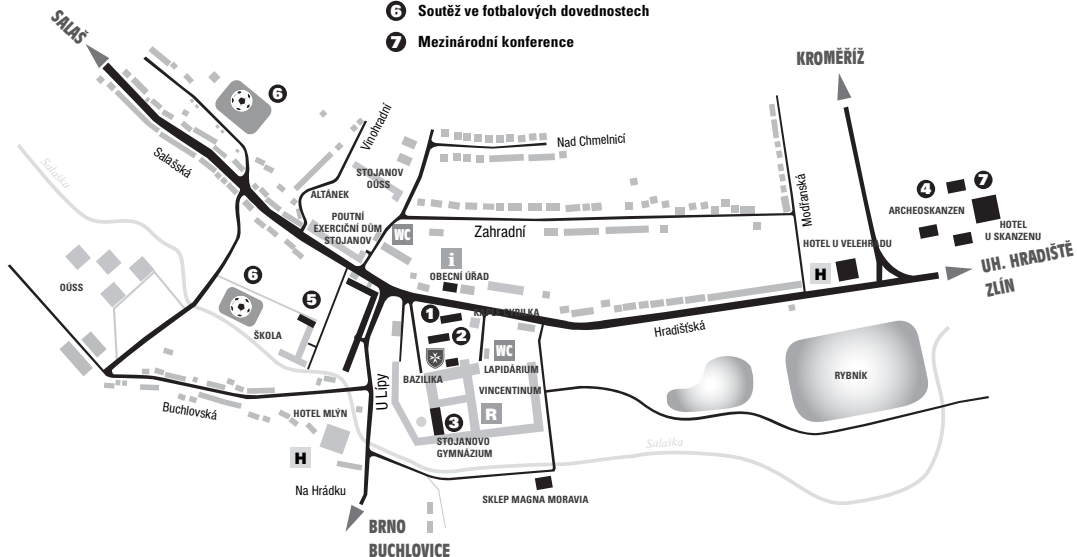 6 Soutěž ve fotbalových dovednostech
7 Mezinárodní konference
SALAŠ
KROMĚŘÍŽ
6
Vinohradní
Nad Chmelnicí
Salašská
Salaška
STOJANOV
OÚSS
ALTÁNEK
Modřanská
4
7
ARCHEOSKANZEN
POUTNÍ
EXERCIČNÍ DŮM
STOJANOV
WC
Zahradní
HOTEL
U SKANZENU
HOTEL U VELEHRADU
i
OBECNÍ ÚŘAD
H
UH. HRADIŠTĚ
ZLÍN
OÚSS
6
5
1
KAPLE CYRILKA
2
Hradišťská
ŠKOLA
WC
LAPIDÁRIUM
BAZILIKA
VINCENTINUM
RYBNÍK
U Lípy
Buchlovská
HOTEL MLÝN
R
3
STOJANOVO
GYMNÁZIUM
Salaška
H
Na Hrádku
SKLEP MAGNA MORAVIA
BRNO
BUCHLOVICE